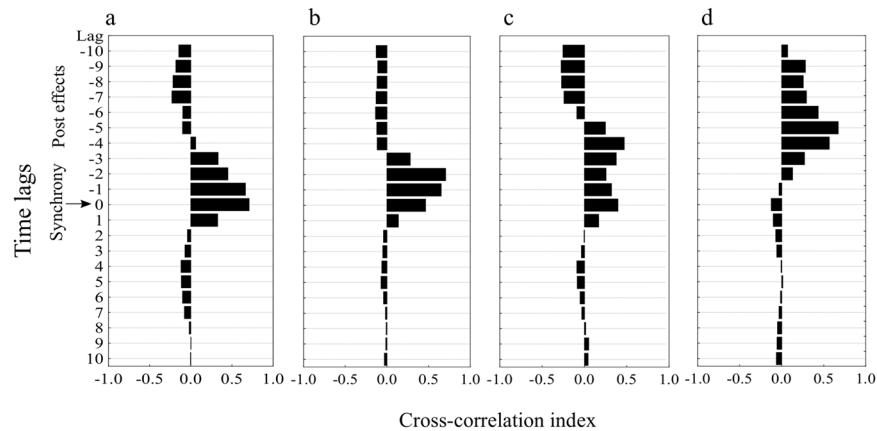 a
b
c
d
Lag
-10
-9
-8
-7
-6
-5
-4
-3
-2
-1
0
1
2
3
4
5
6
7
8
9
10
Post effects
Synchrony
Time lags
-1.0 -0.5 0.0 0.5 1.0
-1.0 -0.5 0.0 0.5 1.0
-1.0 -0.5 0.0 0.5 1.0
-1.0 -0.5 0.0 0.5 1.0
Cross-correlation index